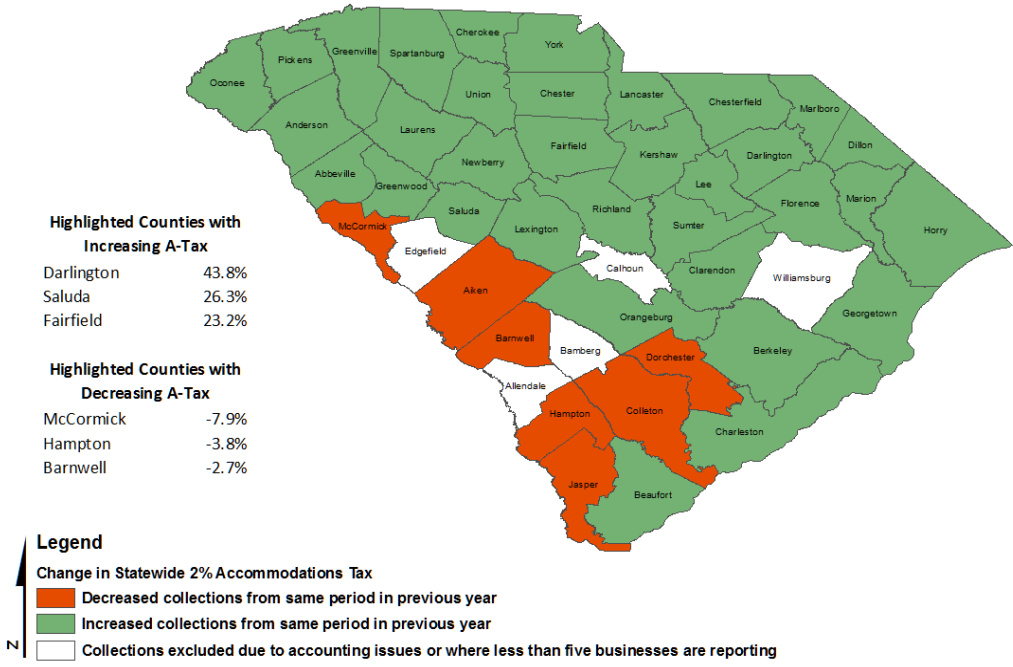 Cherokee
York
Greenville
Spartanburg
Pickens
Oconee
Union
Chester
Lancaster
Chesterfield
Marlboro
Anderson
Laurens
Fairfield
Kershaw
Darlington
Dillon
Newberry
Abbeville
Greenwood
Lee
Marion
Florence
Saluda
Richland
Sumter
Horry
McCormick
Lexington
Edgefield
Calhoun
Clarendon
Williamsburg
Aiken
Orangeburg
Georgetown
Barnwell
Bamberg
Dorchester
Berkeley
Allendale
Hampton
Colleton
Charleston
Jasper
Beaufort
Highlighted Counties with
Increasing A-Tax
Darlington 43.8%
Saluda 26.3%
Fairfield 23.2%
Highlighted Counties with
Decreasing A-Tax
McCormick -7.9%
Hampton -3.8%
Barnwell -2.7%
N
Legend
Change in Statewide 2% Accommodations Tax
Decreased collections from same period in previous year
Increased collections from same period in previous year
Collections excluded due to accounting issues or where less than five businesses are reporting